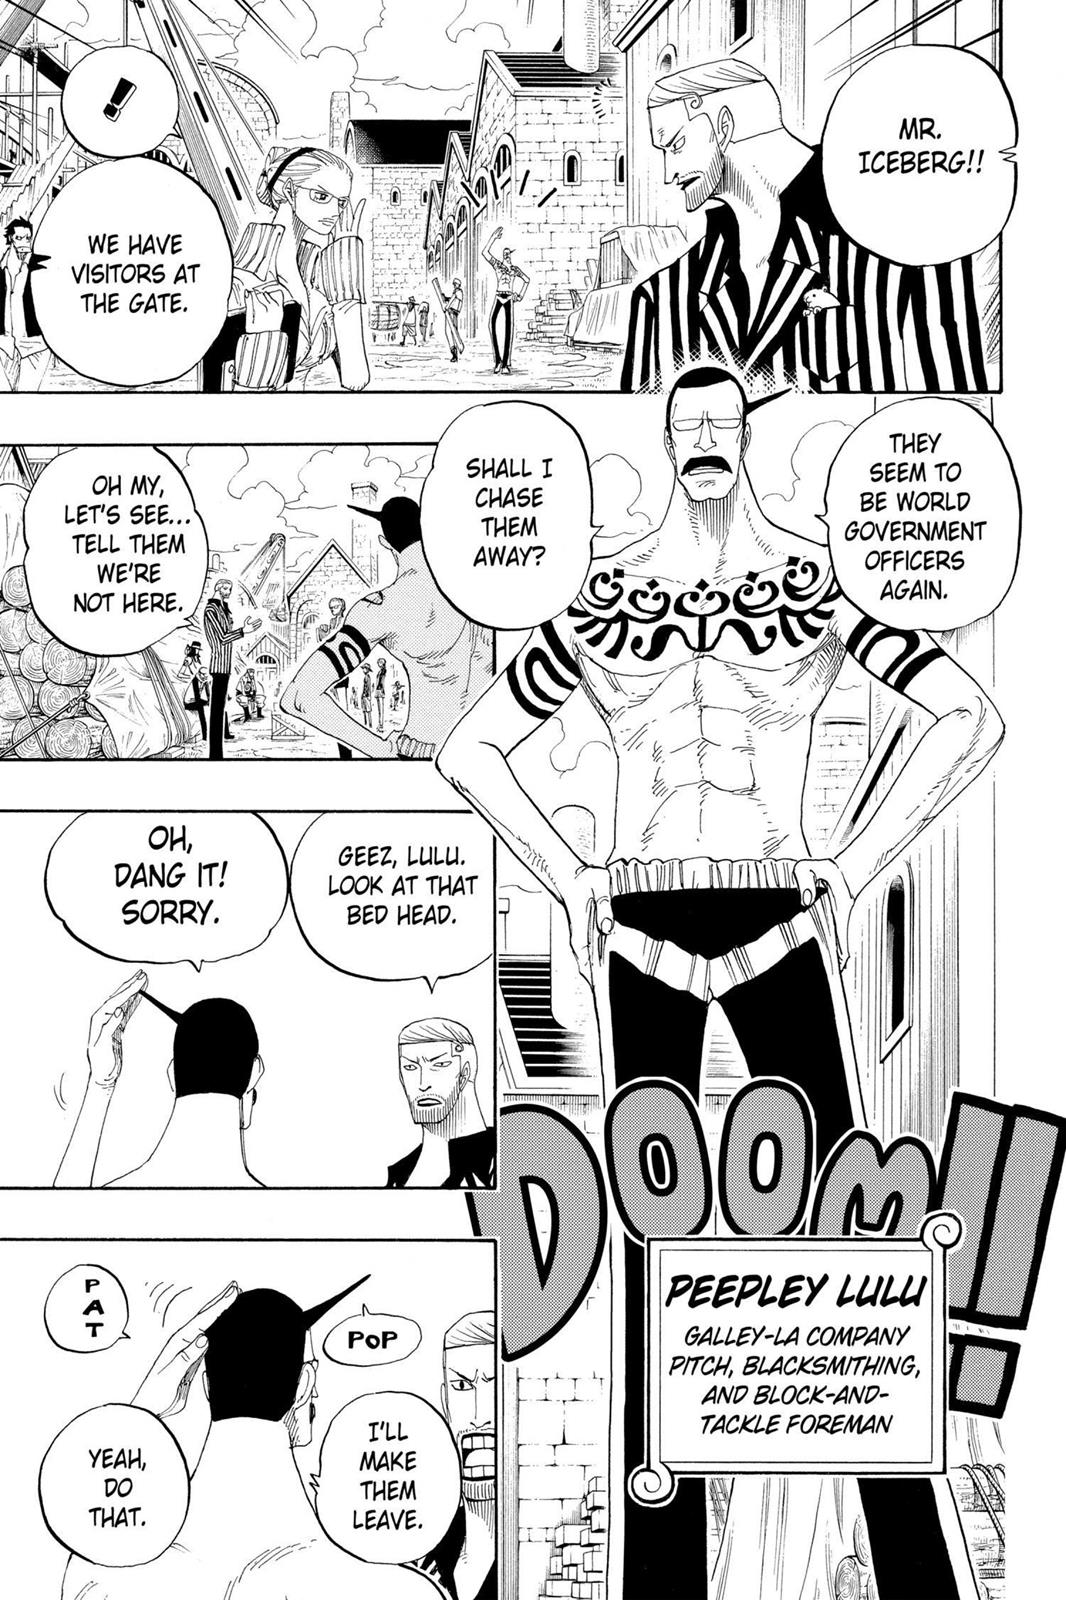 MR.
ICEBERG!!
!
WE HAVE
VISITORS AT
THE GATE.
THEY
SEEM TO
BE WORLD
GOVERNMENT
OFFICERS
AGAIN.
SHALL I
CHASE
THEM
AWAY?
DOOM!!
PEEPLEY LULU
GALLEY-LA COMPANY
PITCH, BLACKSMITHING,
AND BLOCK-AND-
TACKLE FOREMAN
OH MY,
LET'S SEE...
TELL THEM
WE'RE
NOT HERE.
GEEZ, LULU.
LOOK AT THAT
BED HEAD.
OH,
DANG IT!
SORRY.
POP
PAT
I'LL
MAKE
THEM
LEAVE.
YEAH,
DO
THAT.